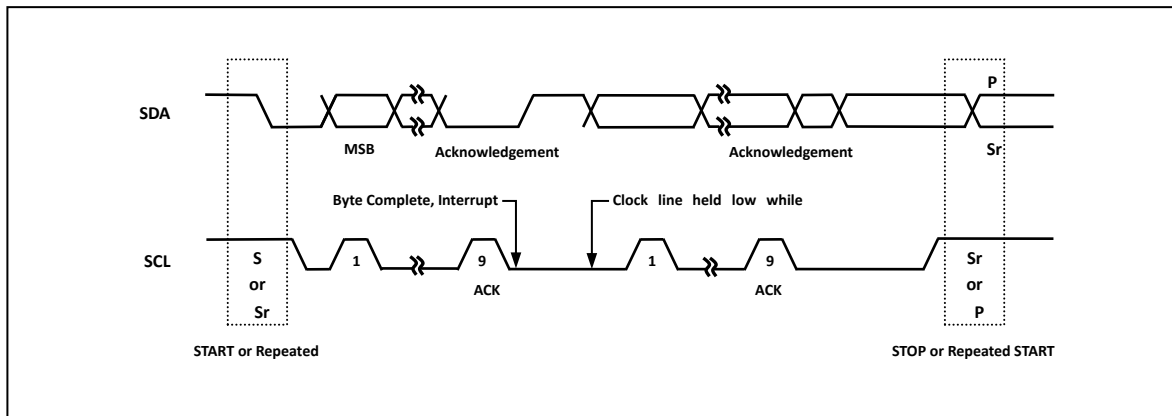 P
SDA
MSB
Acknowledgement
Acknowledgement
Sr
Byte Complete, Interrupt
Clock line held low while
SCL
S
or
Sr
1
9
ACK
1
9
ACK
Sr
or
P
START or Repeated
STOP or Repeated START